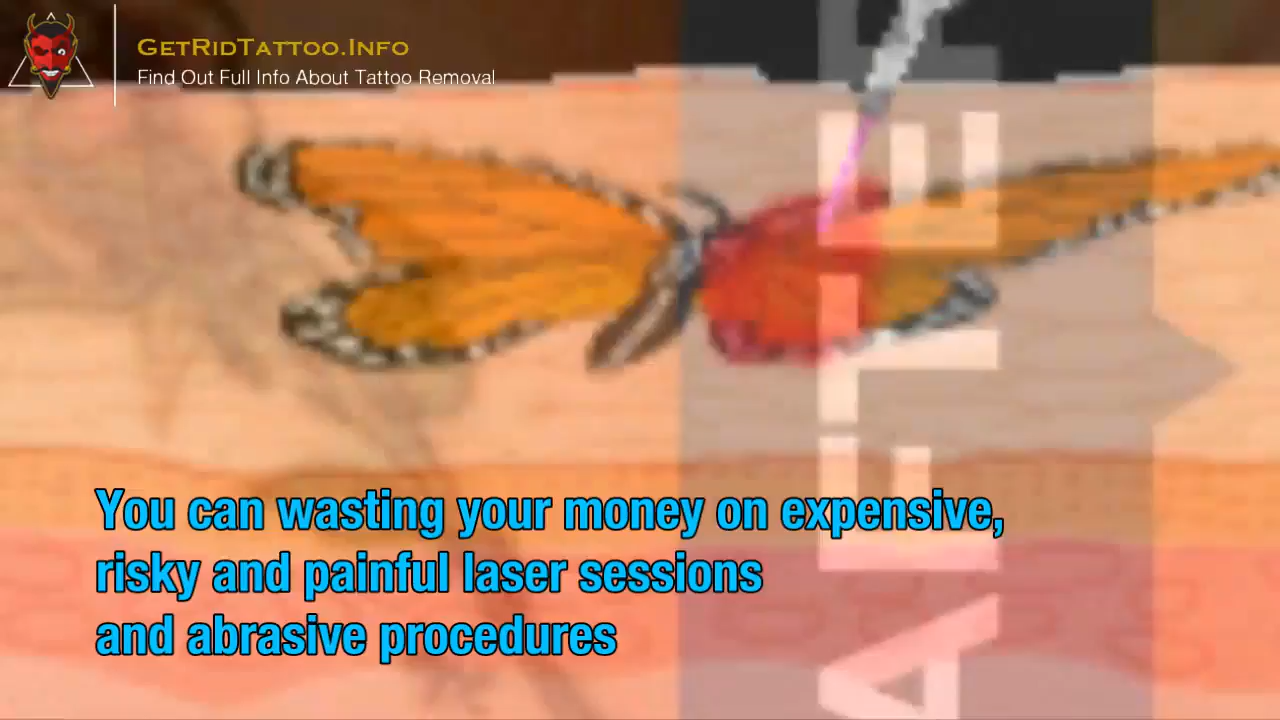 GetRidTattoo.Info
Find Out Full Info About Tattoo Removal
AFTE
You can wasting your money on expensive,
risky and painful laser sessions
and abrasive procedures